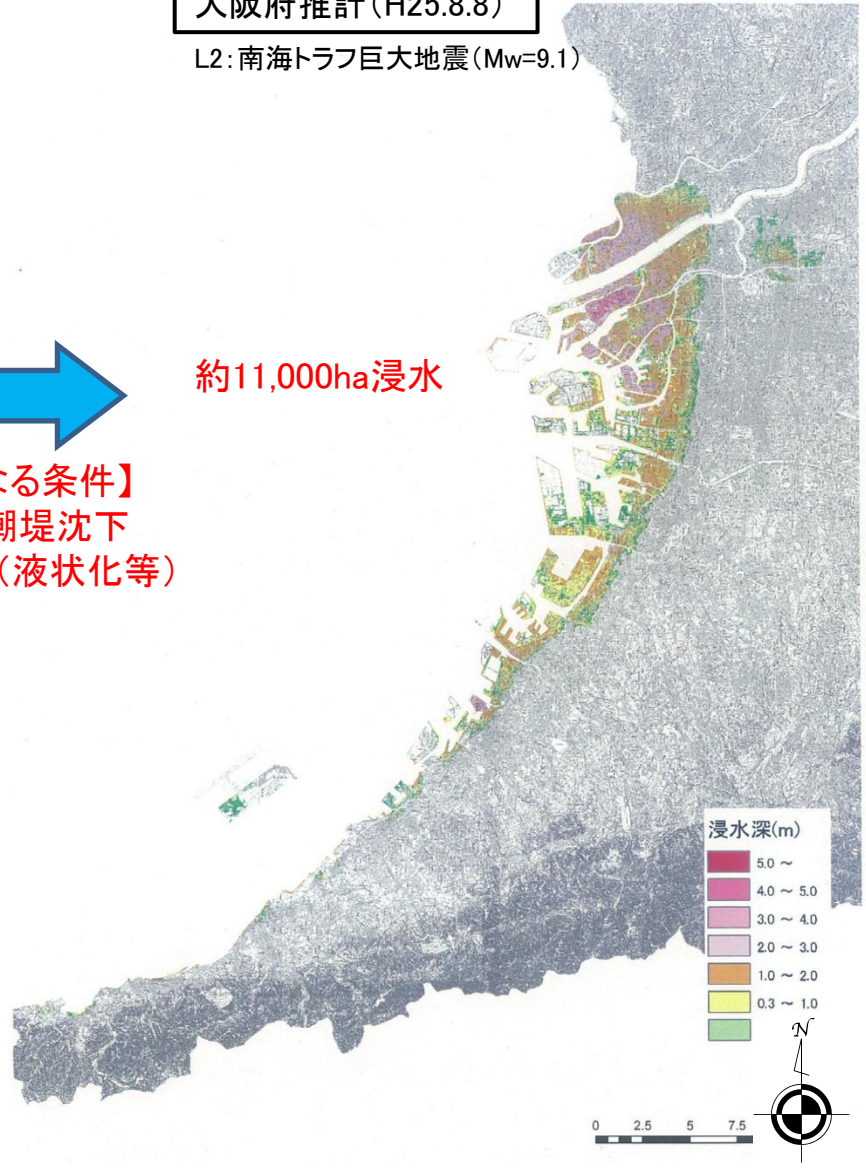 大阪府推計(H25.8.8)
L2:南海トラフ巨大地震(Mw=9.1)
約11,000ha浸水
なる条件】
潮堤沈下
(液状化等)
浸水深(m)
5.0 ~
4.0 ~ 5.0
3.0 ~ 4.0
2.0 ~ 3.0
1.0 ~ 2.0
0.3 ~ 1.0
N
0 2.5 5 7.5